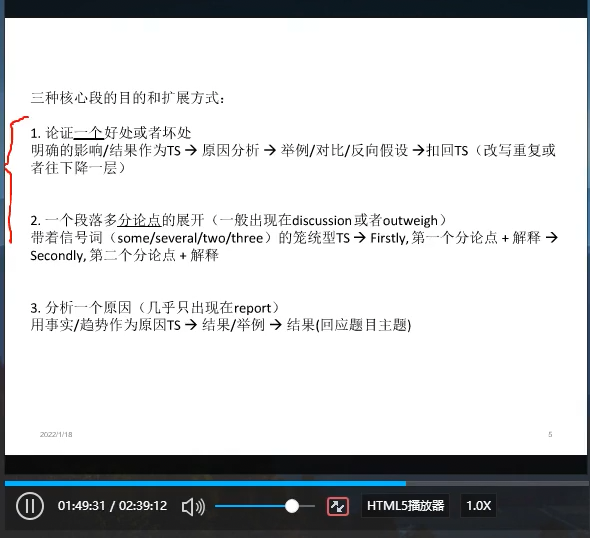 三种核心段的目的和扩展方式：
1. 论证一个好处或者坏处
明确的影响/结果作为TS → 原因分析 → 举例/对比/反向假设 →扣回TS（改写重复或
者往下降一层）
2. 一个段落多分论点的展开（一般出现在discussion或者outweigh）
带着信号词（some/several/two/three）的笼统型TS → Firstly, 第一个分论点 + 解释 →
Secondly, 第二个分论点 + 解释
3. 分析一个原因（几乎只出现在report）
用事实/趋势作为原因TS → 结果/举例 → 结果(回应题目主题)
2022/1/18
5
01:49:31 / 02:39:12
HTML5播放器
1.0X